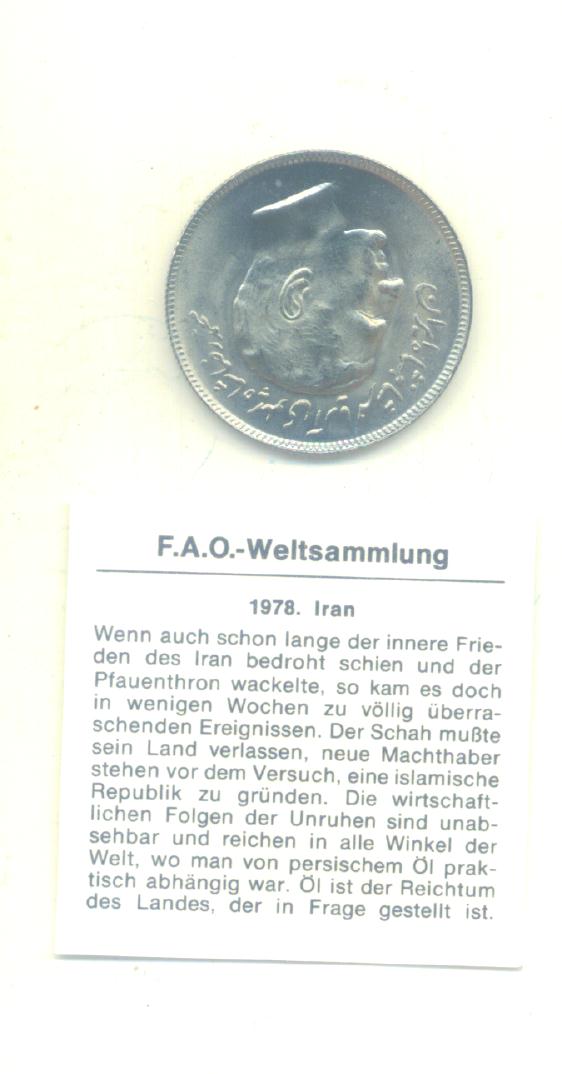 F.A.O.-Weltsammlung
1978. Iran
Wenn auch schon lange der innere Frie-
den des Iran bedroht schien und der
Pfauenthron wackelte, so kam es doch
in wenigen Wochen zu völlig überra-
schenden Ereignissen. Der Schah mußte
sein Land verlassen, neue Machthaber
stehen vor dem Versuch, eine islamische
Republik zu gründen. Die wirtschaft-
lichen Folgen der Unruhen sind unab-
sehbar und reichen in alle Winkel der
Welt, wo man von persischem Öl prak-
tisch abhängig war. Öl ist der Reichtum
des Landes, der in Frage gestellt ist.